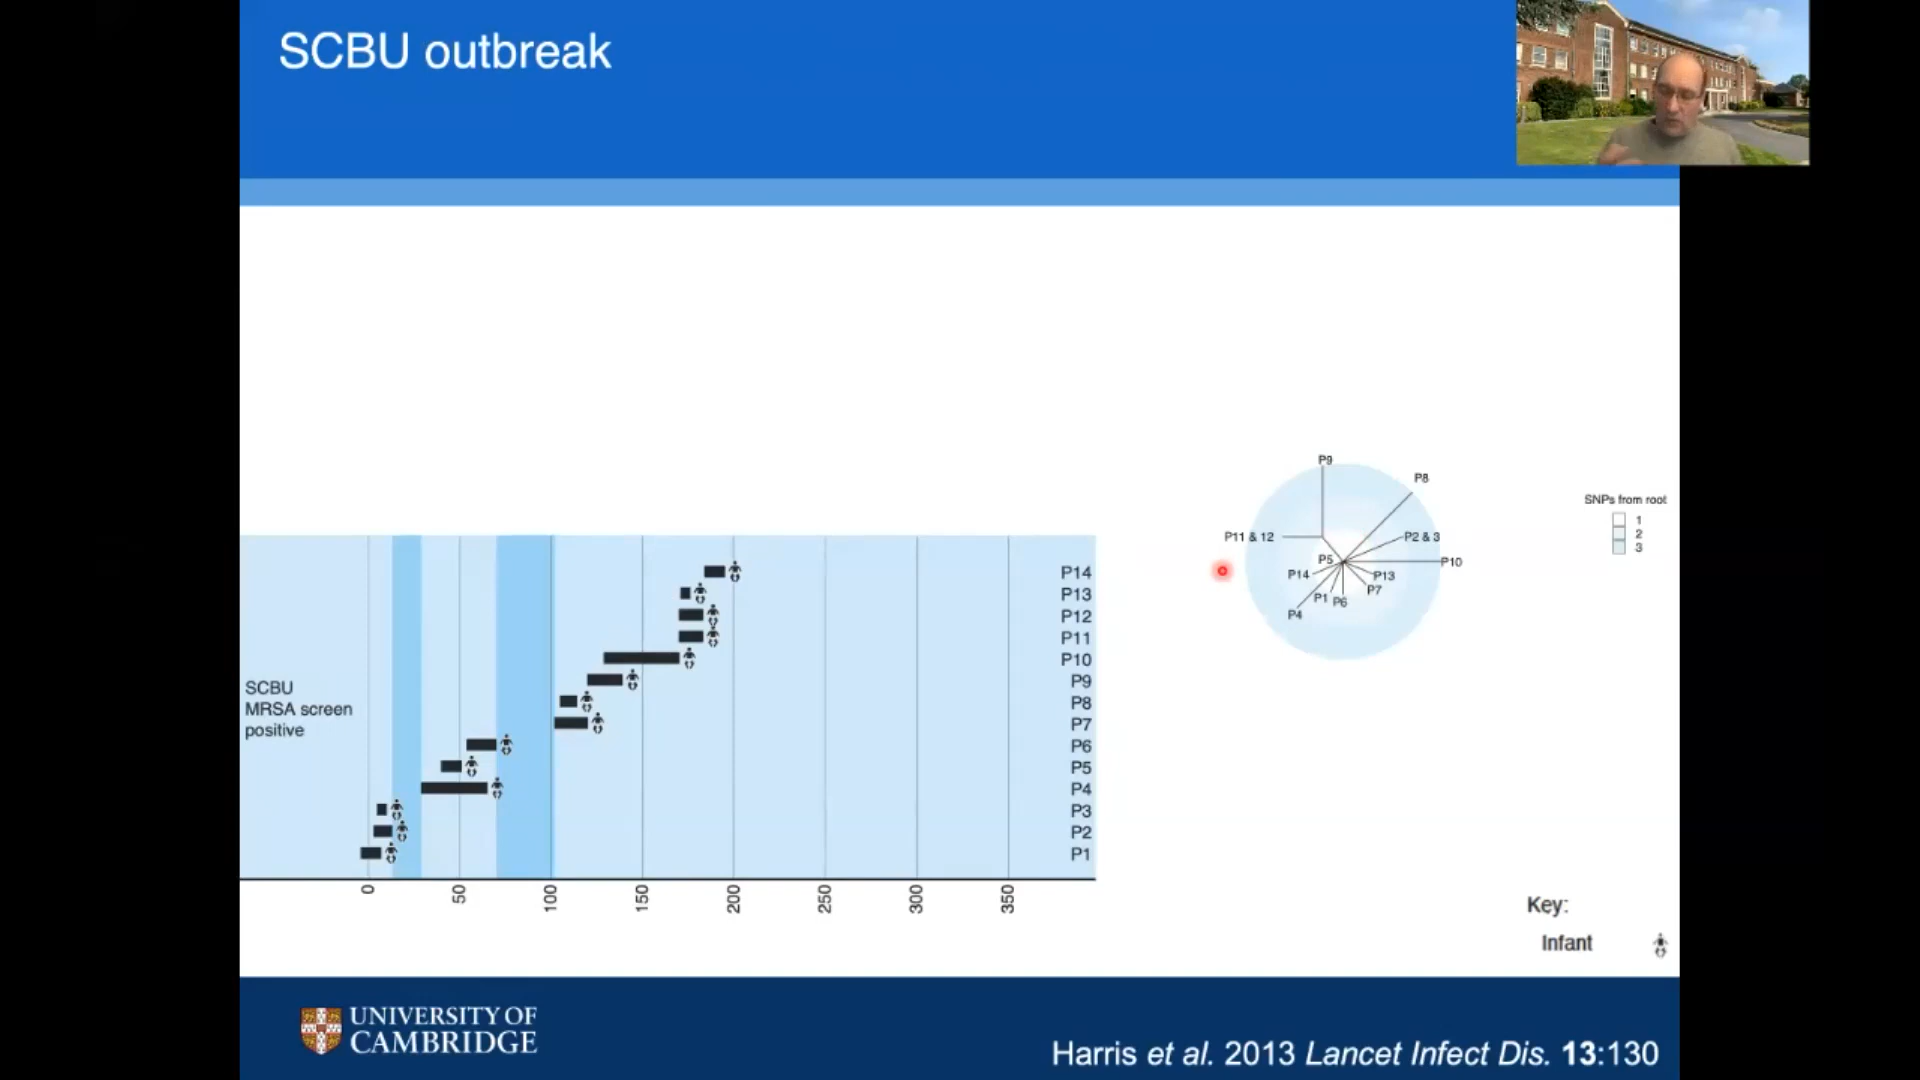 SCBU outbreak
SCBU
MRSA screen
positive
P14
P13
P12
P11
P10
P9
P8
P7
P6
P5
P4
P3
P2
P1
0
50
100
150
200
250
300
350
P9
P8
P11 & 12
P2 & 3
P5
P10
P14
P13
P7
P1
P6
P4
SNPs from root
1
2
3
Key:
Infant
UNIVERSITY OF
CAMBRIDGE
Harris et al. 2013 Lancet Infect Dis. 13:130